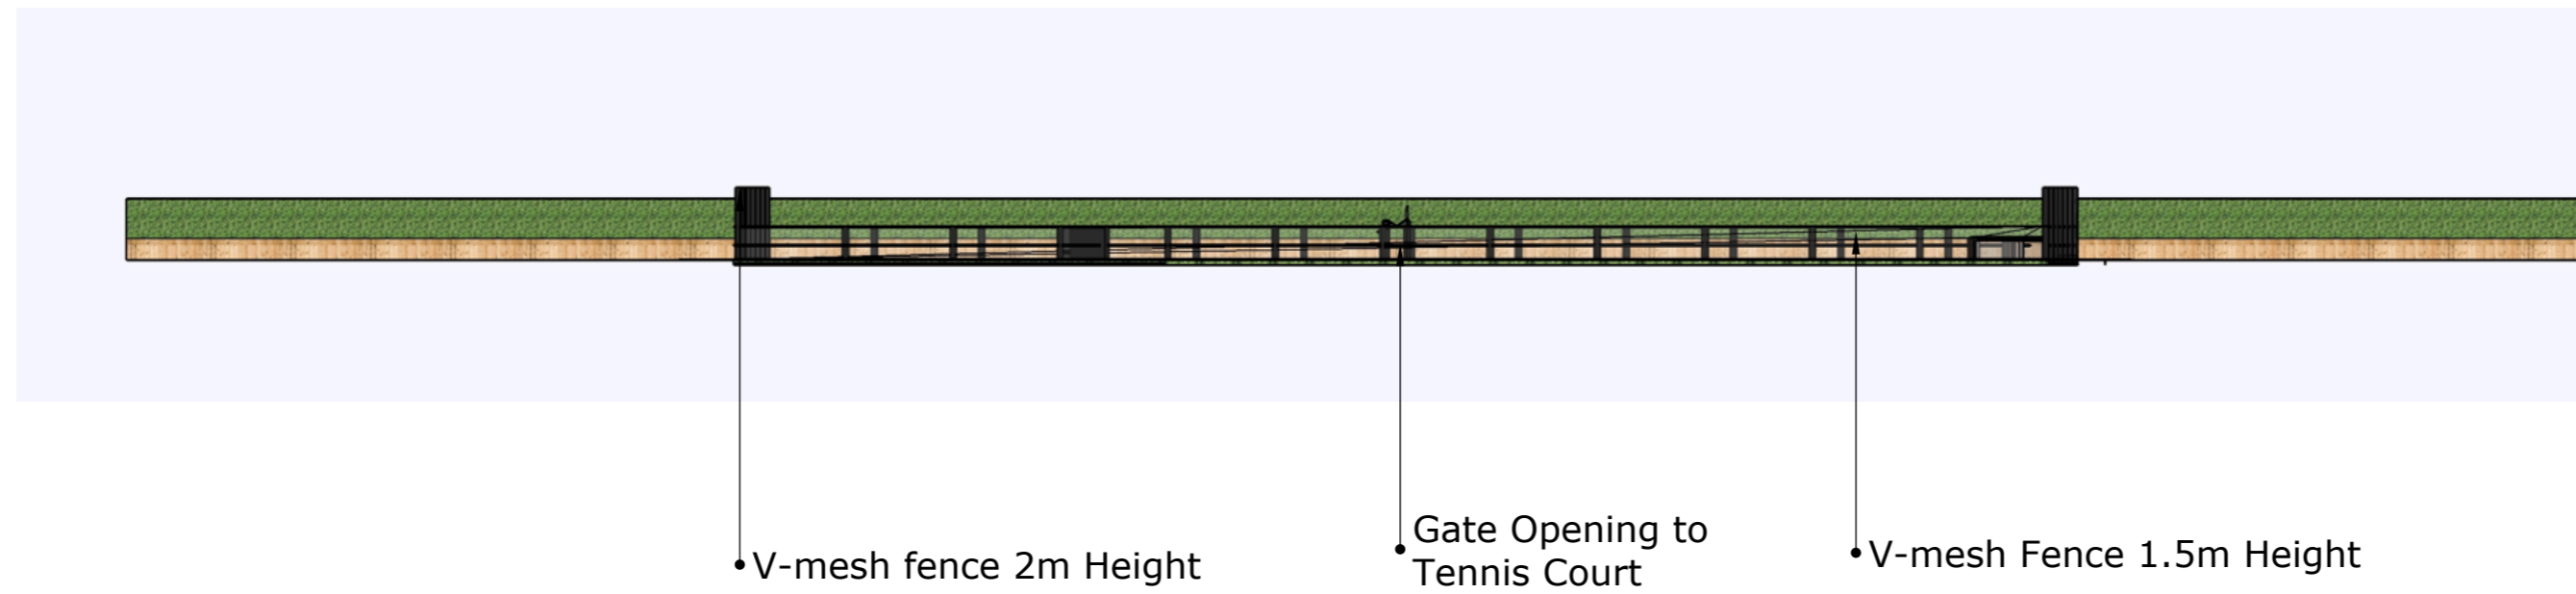 V-mesh fence 2m Height
Gate Opening to
Tennis Court
V-mesh Fence 1.5m Height